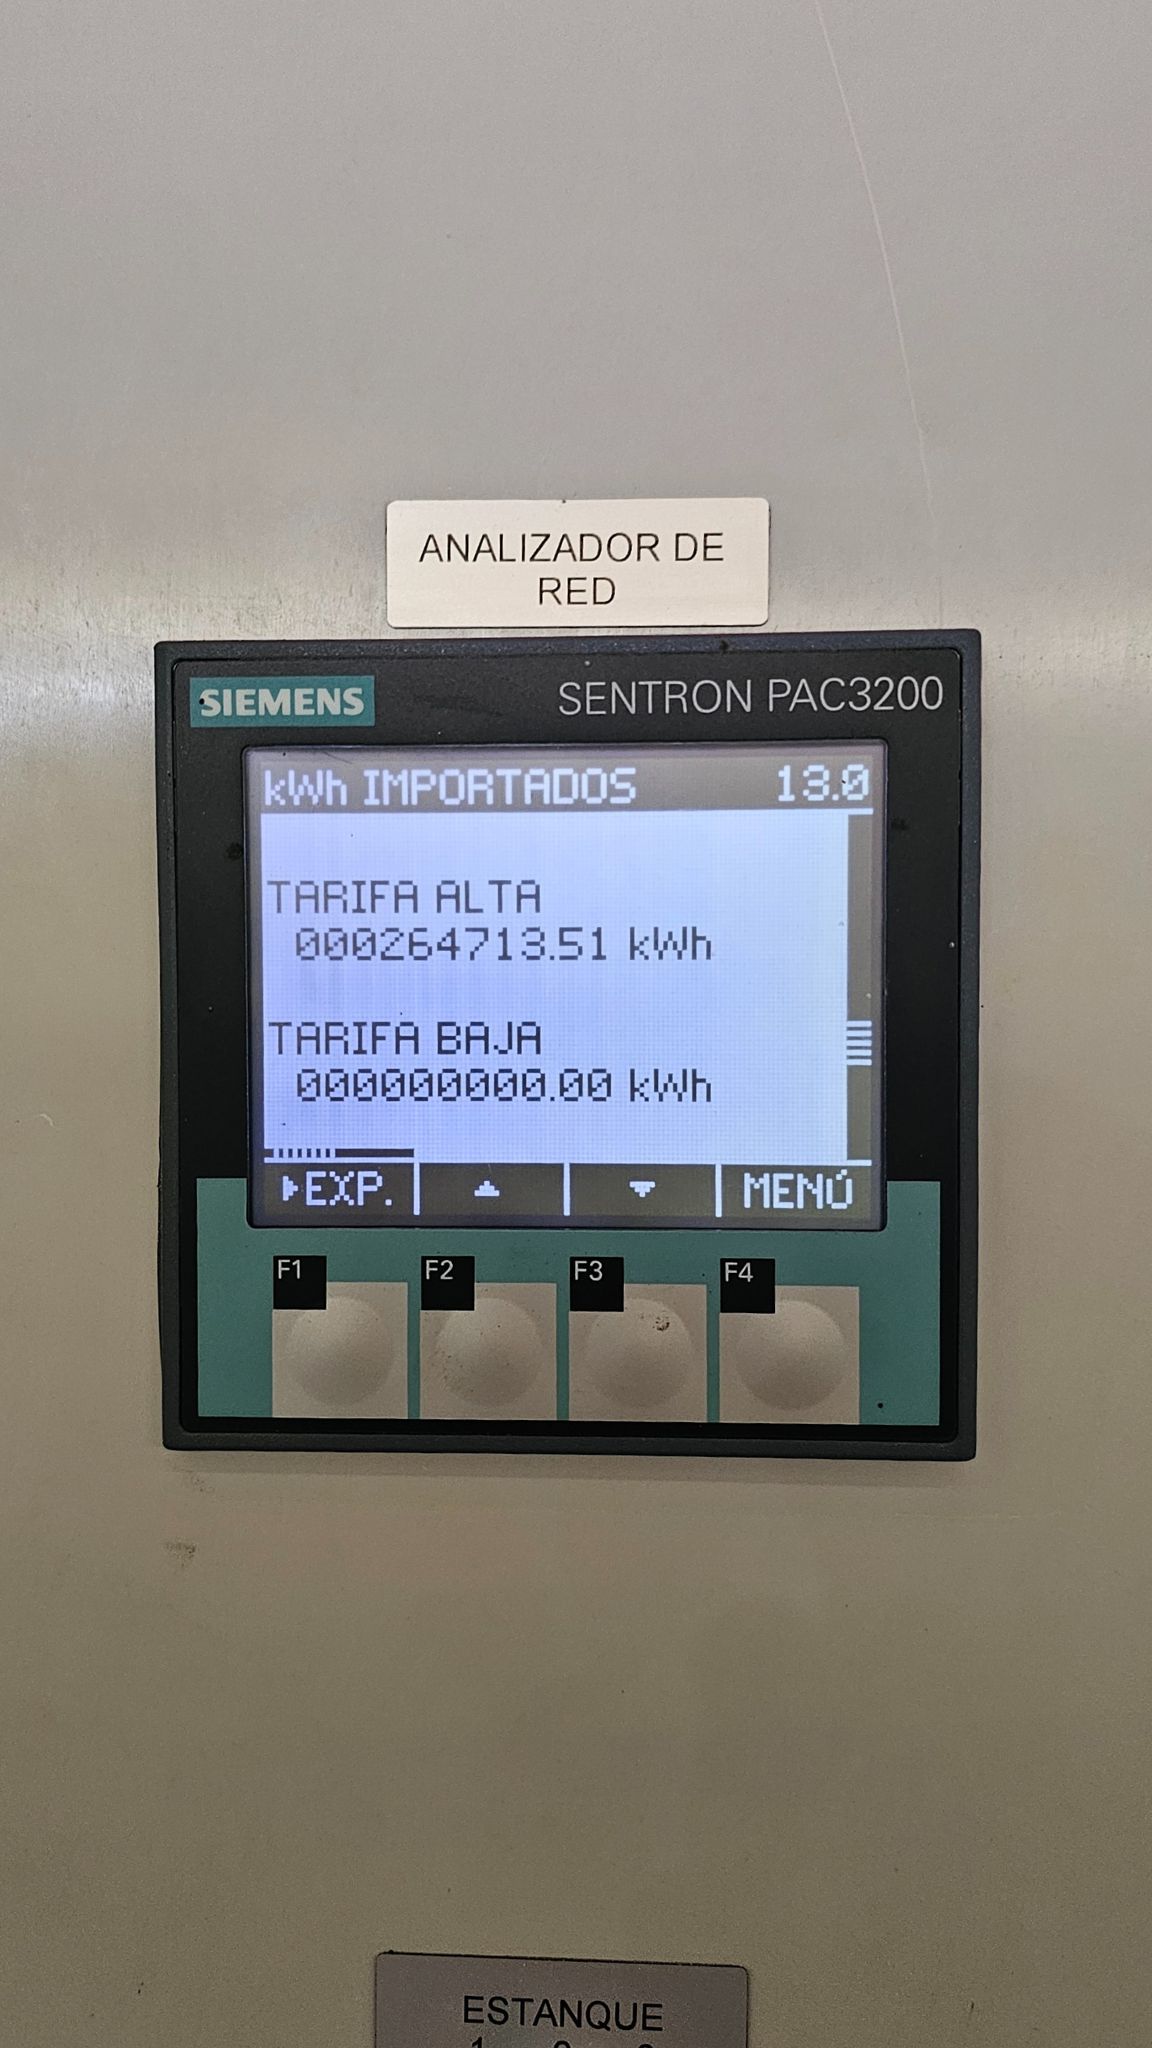 ANALIZADOR DE
RED
SIEMENS
SENTRON PAC3200
kWh IMPORTADOS 13.0
TARIFA ALTA
000264713.51 kWh
TARIFA BAJA
000000000.00 kWh
▶EXP. ▲ ▼ MENÚ
F1 F2 F3 F4
ESTANQUE